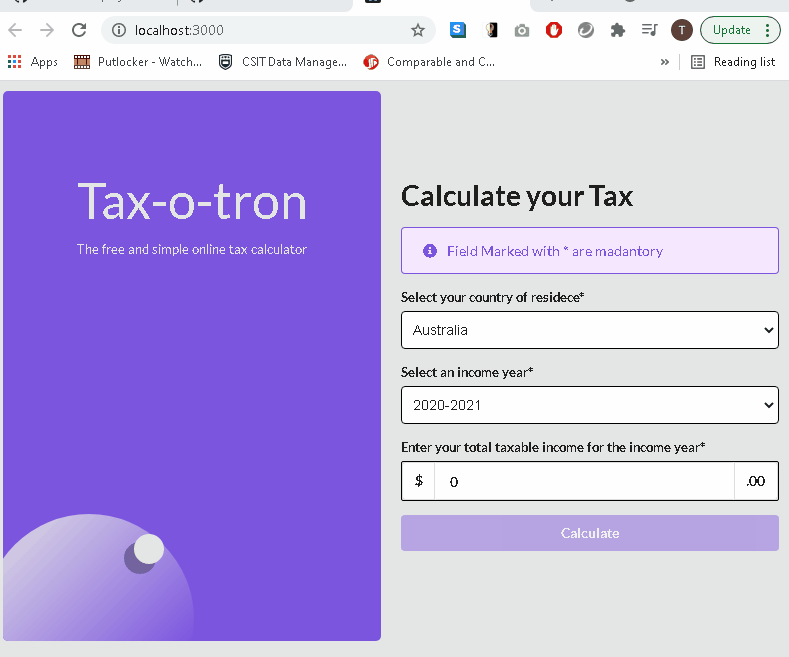 localhost:3000
T
Update
Apps
Putlocker - Watch...
CSIT Data Manage...
Comparable and C...
»
Reading list
Tax-o-tron
The free and simple online tax calculator
Calculate your Tax
Field Marked with * are madantory
Select your country of residece*
Australia
Select an income year*
2020-2021
Enter your total taxable income for the income year*
$ 0 .00
Calculate